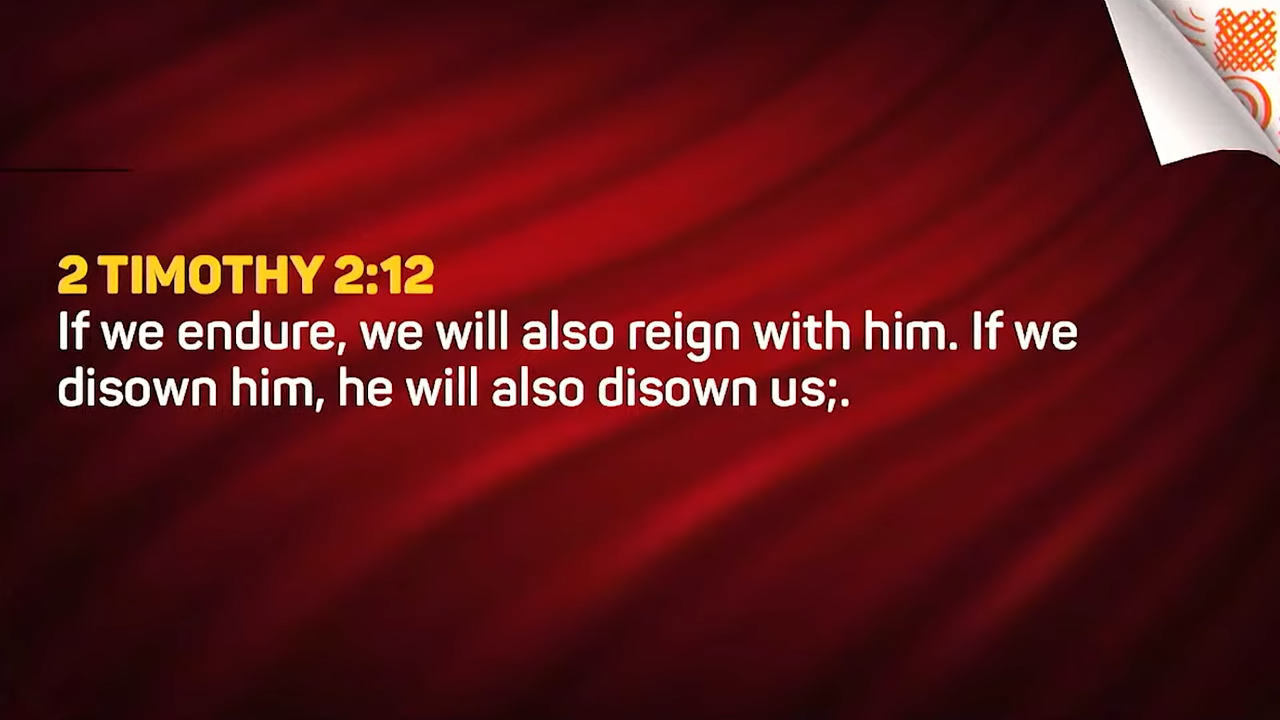 2 TIMOTHY 2:12
If we endure, we will also reign with him. If we
disown him, he will also disown us;.